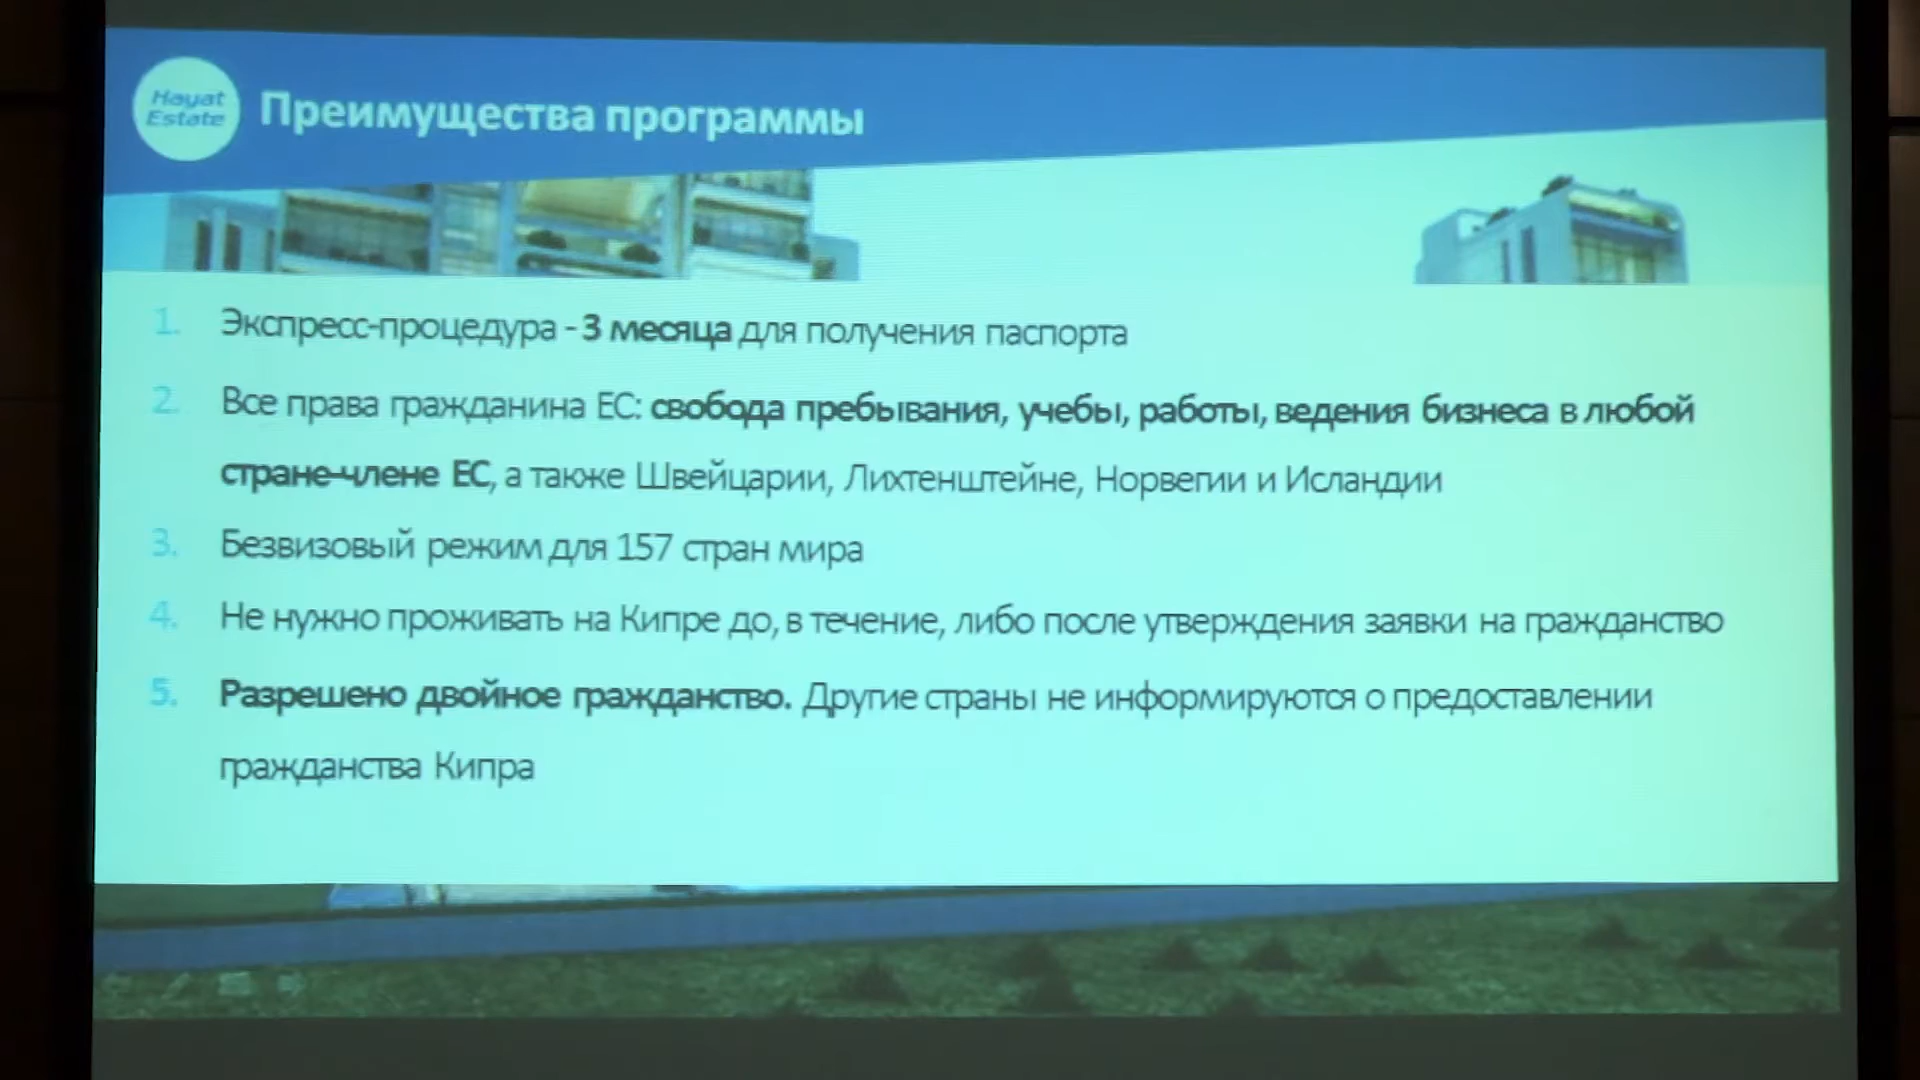 Hayat
Estate
Преимущества программы
1. Экспресс-процедура - 3 месяца для получения паспорта
2. Все права гражданина ЕС: свобода пребывания, учебы, работы, ведения бизнеса в любой
стране-члене ЕС, а также Швейцарии, Лихтенштейне, Норвегии и Исландии
3. Безвизовый режим для 157 стран мира
4. Не нужно проживать на Кипре до, в течение, либо после утверждения заявки на гражданство
5. Разрешено двойное гражданство. Другие страны не информируются о предоставлении
гражданства Кипра